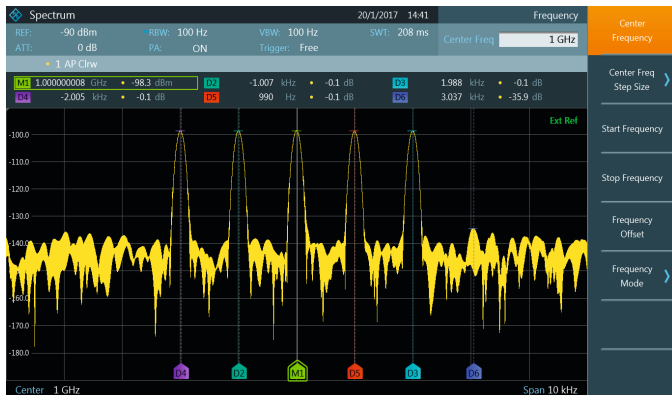 Spectrum 20/1/2017 14:41 Frequency
REF: -90 dBm RBW: 100 Hz VBW: 100 Hz SWT: 208 ms
ATT: 0 dB PA: ON Trigger: Free
Center Freq 1 GHz
1 AP Clrw
M1 1.000000008 GHz -98.3 dBm D2 -1.007 kHz -0.1 dB D3 1.988 kHz -0.1 dB
D4 -2.005 kHz -0.1 dB D5 990 Hz -0.1 dB D6 3.037 kHz -35.9 dB
Ext Ref
-100.0
-110.0
-120.0
-130.0
-140.0
-160.0
-170.0
-180.0
D4 D2 M1 D5 D3 D6
Center 1 GHz Span 10 kHz
Center
Frequency
Center Freq
Step Size
Start Frequency
Stop Frequency
Frequency
Offset
Frequency
Mode